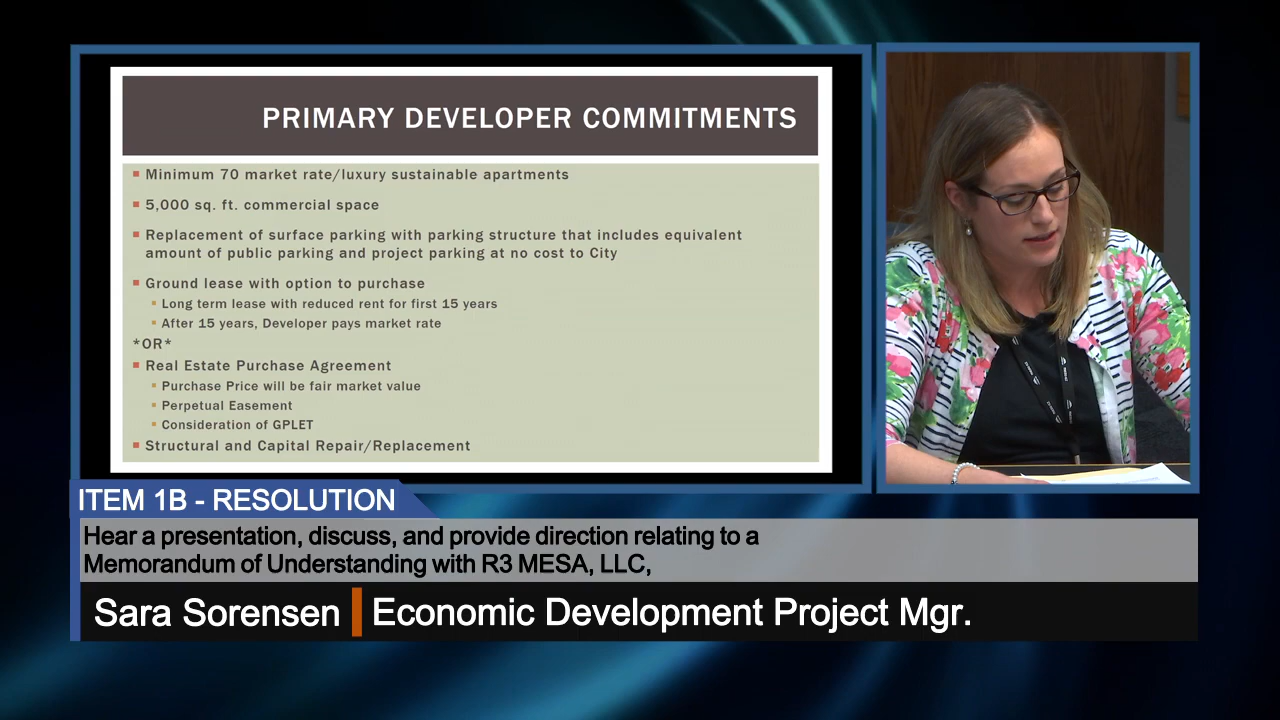 PRIMARY DEVELOPER COMMITMENTS
Minimum 70 market rate/luxury sustainable apartments
5,000 sq. ft. commercial space
Replacement of surface parking with parking structure that includes equivalent
amount of public parking and project parking at no cost to City
Ground lease with option to purchase
Long term lease with reduced rent for first 15 years
After 15 years, Developer pays market rate
*OR*
Real Estate Purchase Agreement
Purchase Price will be fair market value
Perpetual Easement
Consideration of GPLET
Structural and Capital Repair/Replacement
ITEM 1B - RESOLUTION
Hear a presentation, discuss, and provide direction relating to a
Memorandum of Understanding with R3 MESA, LLC,
Sara Sorensen | Economic Development Project Mgr.